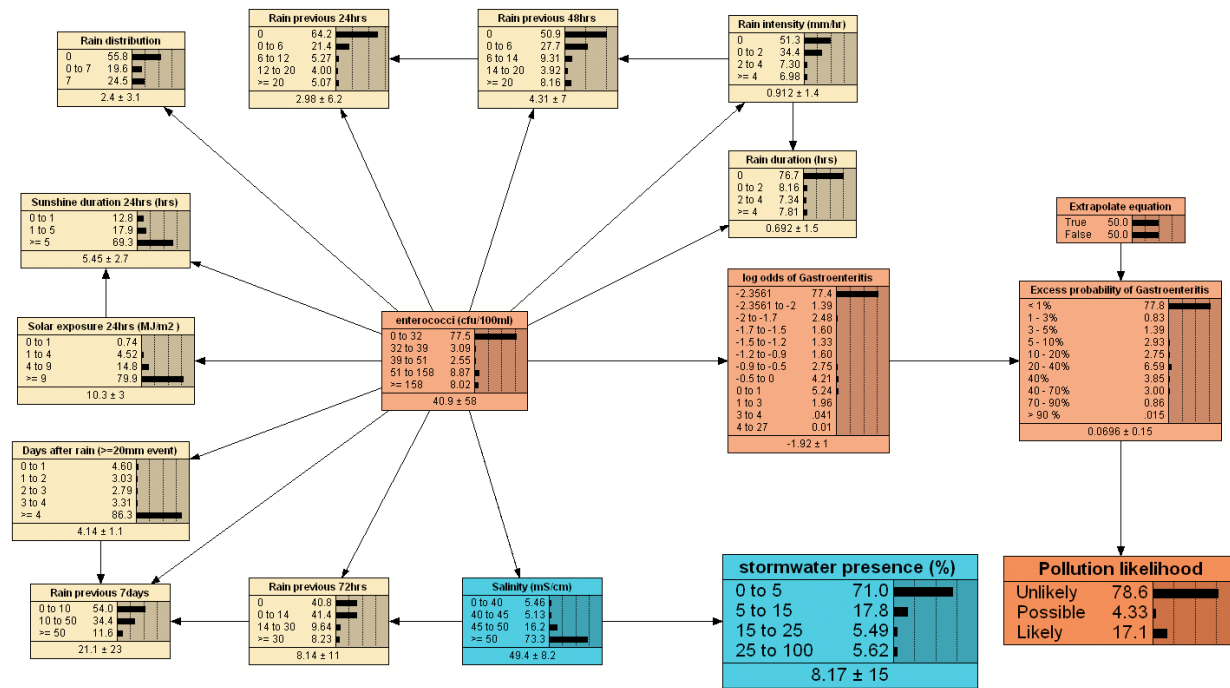 Rain distribution
0 55.8
0 to 7 19.6
7 24.5
2.4 ± 3.1
Rain previous 24hrs
0 64.2
0 to 6 21.4
6 to 12 5.27
12 to 20 4.00
>= 20 5.07
2.98 ± 6.2
Rain previous 48hrs
0 50.9
0 to 6 27.7
6 to 14 9.31
14 to 20 3.92
>= 20 8.16
4.31 ± 7
Rain intensity (mm/hr)
0 51.3
0 to 2 34.4
2 to 4 7.30
>= 4 6.98
0.912 ± 1.4
Rain duration (hrs)
0 76.7
0 to 2 8.16
2 to 4 7.34
>= 4 7.81
0.692 ± 1.5
Sunshine duration 24hrs (hrs)
0 to 1 12.8
1 to 5 17.9
>= 5 69.3
5.45 ± 2.7
Extrapolate equation
True 50.0
False 50.0
Solar exposure 24hrs (MJ/m2 )
0 to 1 0.74
1 to 4 4.52
4 to 9 14.8
>= 9 79.9
10.3 ± 3
enterococci (cfu/100ml)
0 to 32 77.5
32 to 39 3.09
39 to 51 2.55
51 to 158 8.87
>= 158 8.02
40.9 ± 58
log odds of Gastroenteritis
-2.3561 77.4
-2.3561 to -2 1.39
-2 to -1.7 2.48
-1.7 to -1.5 1.60
-1.5 to -1.2 1.33
-1.2 to -0.9 1.60
-0.9 to -0.5 2.75
-0.5 to 0 4.21
0 to 1 5.24
1 to 3 1.96
3 to 4 .041
4 to 27 0.01
-1.92 ± 1
Excess probability of Gastroenteritis
< 1% 77.8
1 - 3% 0.83
3 - 5% 1.39
5 - 10% 2.93
10 - 20% 2.75
20 - 40% 6.59
40% 3.85
40 - 70% 3.00
70 - 90% 0.86
> 90 % .015
0.0696 ± 0.15
Days after rain (>=20mm event)
0 to 1 4.60
1 to 2 3.03
2 to 3 2.79
3 to 4 3.31
>= 4 86.3
4.14 ± 1.1
Rain previous 7days
0 to 10 54.0
10 to 50 34.4
>= 50 11.6
21.1 ± 23
Rain previous 72hrs
0 40.8
0 to 14 41.4
14 to 30 9.64
>= 30 8.23
8.14 ± 11
Salinity (mS/cm)
0 to 40 5.46
40 to 45 5.13
45 to 50 16.2
>= 50 73.3
49.4 ± 8.2
stormwater presence (%)
0 to 5 71.0
5 to 15 17.8
15 to 25 5.49
25 to 100 5.62
8.17 ± 15
Pollution likelihood
Unlikely 78.6
Possible 4.33
Likely 17.1